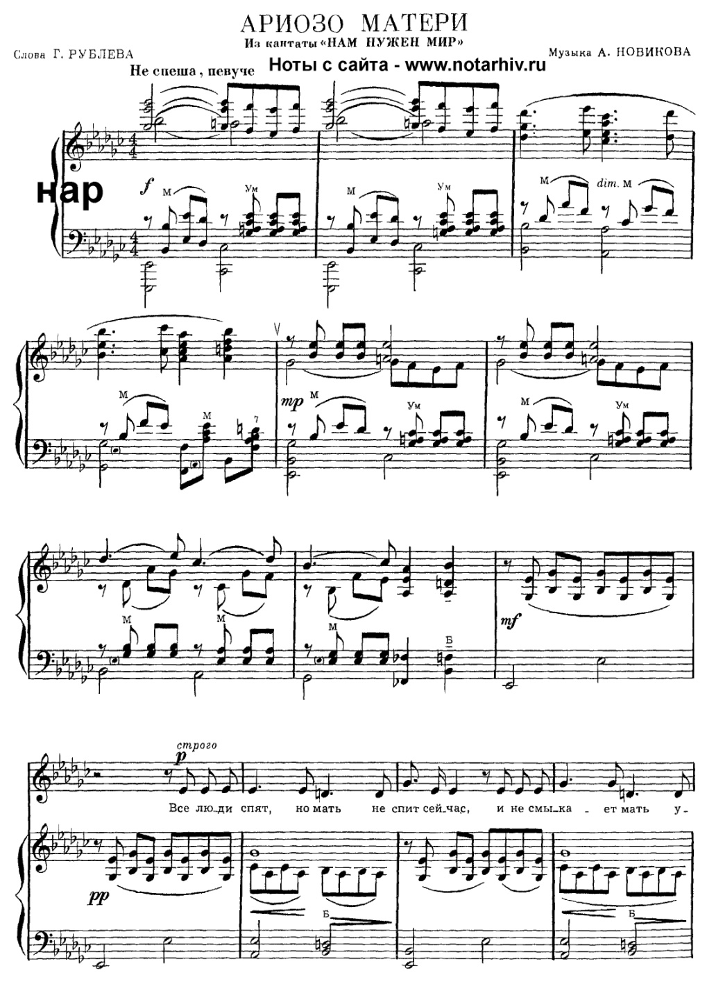 АРИОЗО МАТЕРИ
Из кантаты «НАМ НУЖЕН МИР»
Слова Г. РУБЛЕВА
Музыка А. НОВИКОВА
Не спеша, певуче
Ноты с сайта - www.notarhiv.ru
нар
f М Ум М Ум М dim. М
М М 7 mp М Ум М Ум
М М М Б mf
строго
p
Все лю-ди спят, но мать не спит сей-час, и не смы-ка - ет мать у-
pp Б Б